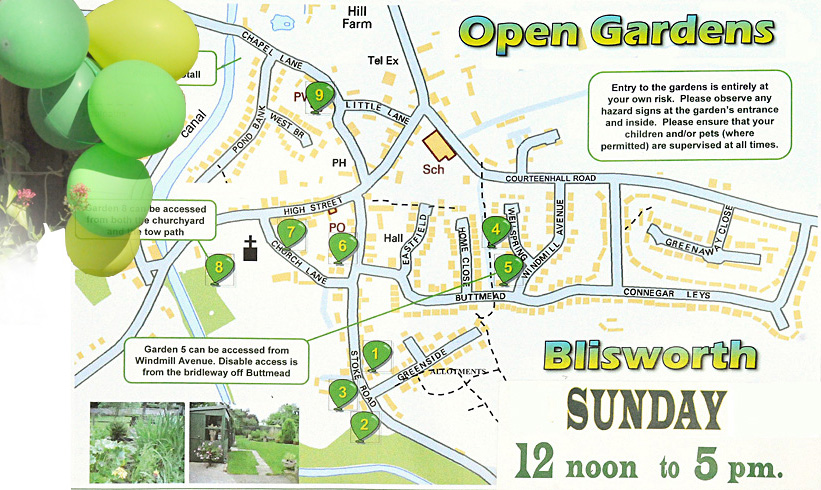 Open Gardens
Entry to the gardens is entirely at
your own risk. Please observe any
hazard signs at the garden's entrance
and inside. Please ensure that your
children and/or pets (where
permitted) are supervised at all times.
Hill
Farm
Tel Ex
CHAPEL LANE
LITTLE LANE
9
canal
POND BANK
WEST BR
PH
Sch
COURTEENHALL ROAD
HIGH STREET
PO
Hall
EASTFIELD
HOME CLOSE
WELLSPRING
WINDMILL AVENUE
GREENAWAY CLOSE
4
7
6
5
8
CHURCH LANE
BUTTMEAD
CONNEGAR LEYS
be accessed
from both the churchyard
and the tow path
Garden 5 can be accessed from
Windmill Avenue. Disable access is
from the bridleway off Buttmead
1
STOKE ROAD
GREENSIDE
ALLOTMENTS
3
2
Blisworth
SUNDAY
12 noon to 5 pm.